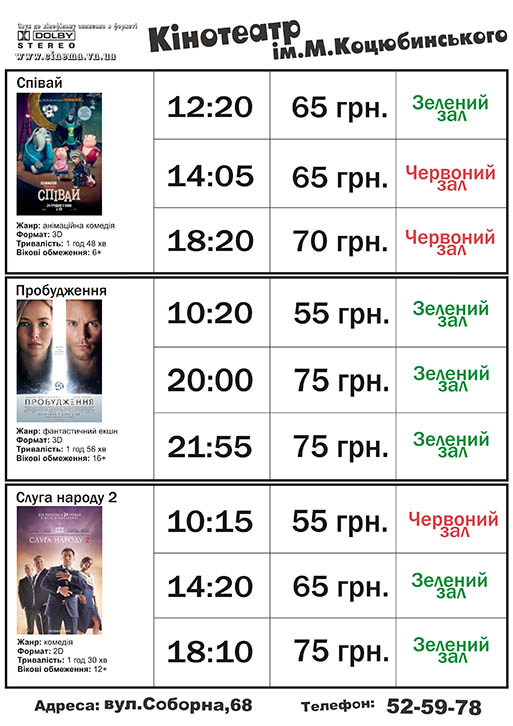 Звук до кінофільму записано в форматі
DOLBY
STEREO
www.cinema.vn.ua
Кінотеатр
ім.М.Коцюбинського
Співай
СПІВАЙ
Жанр: анімаційна комедія
Формат: 3D
Тривалість: 1 год 48 хв
Вікові обмеження: 6+
12:20 65 грн. Зелений зал
14:05 65 грн. Червоний зал
18:20 70 грн. Червоний зал
Пробудження
ПРОБУДЖЕННЯ
Жанр: фантастичний екшн
Формат: 3D
Тривалість: 1 год 56 хв
Вікові обмеження: 16+
10:20 55 грн. Зелений зал
20:00 75 грн. Зелений зал
21:55 75 грн. Зелений зал
Слуга народу 2
СЛУГА НАРОДУ 2
Жанр: комедія
Формат: 2D
Тривалість: 1 год 30 хв
Вікові обмеження: 12+
10:15 55 грн. Червоний зал
14:20 65 грн. Зелений зал
18:10 75 грн. Зелений зал
Адреса: вул.Соборна,68 Телефон: 52-59-78